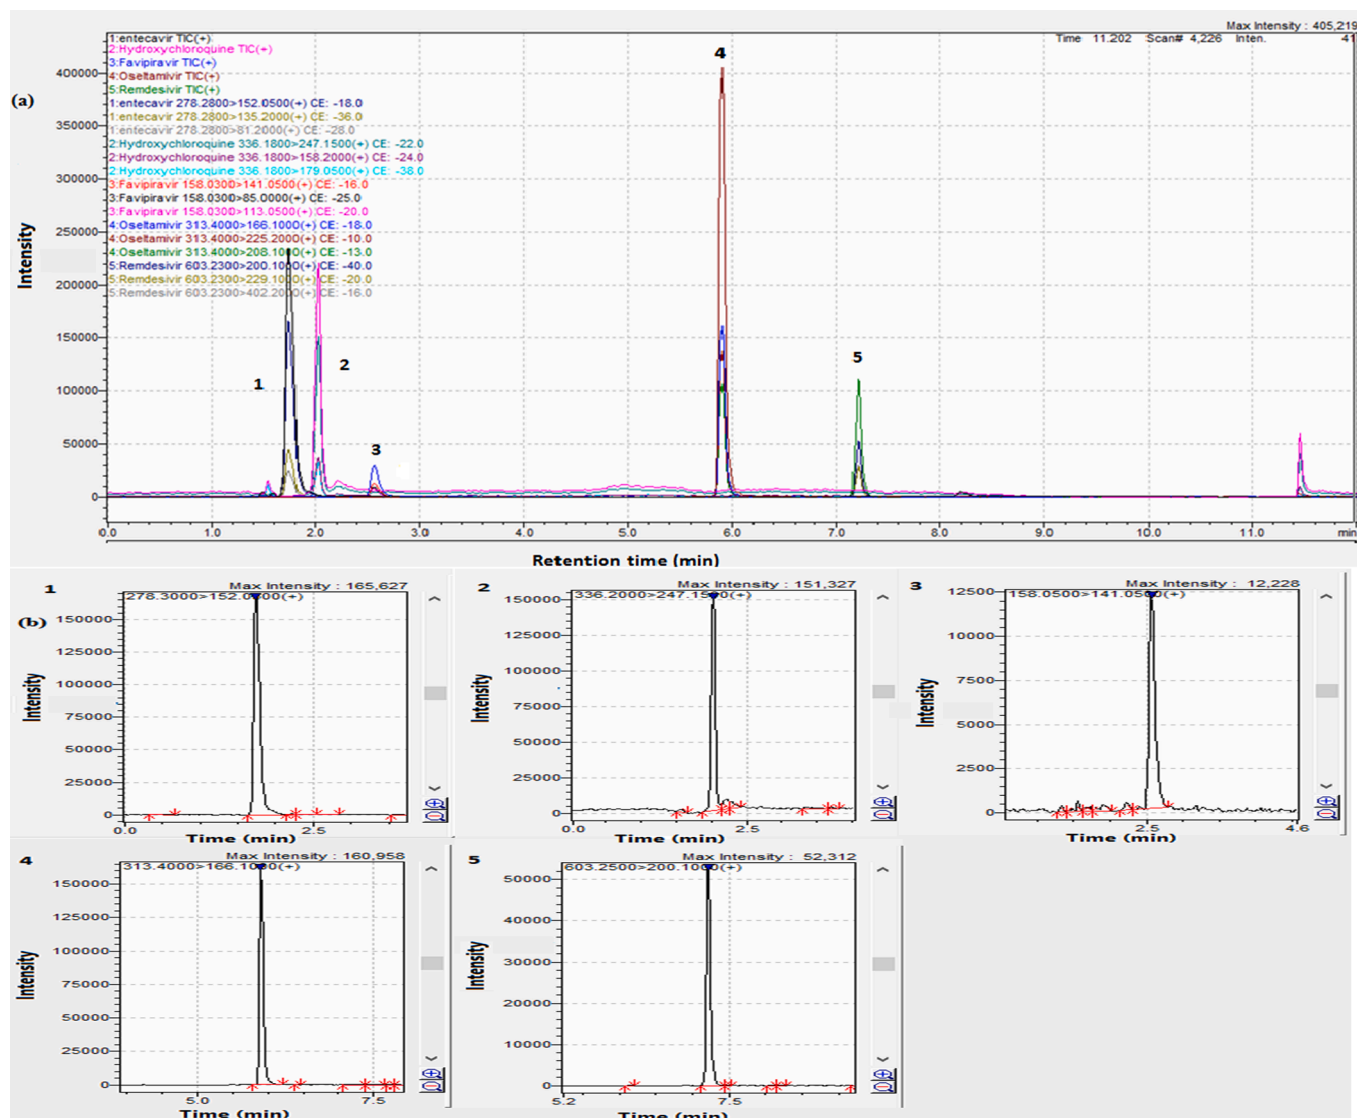 Max Intensity : 405,219
1:entecavir TIC(+)
Time 11.202 Scan# 4,226 Inten. 41
2:Hydroxychloroquine TIC(+)
3:Favipiravir TIC(+)
4:Oseltamivir TIC(+)
5:Remdesivir TIC(+)
(a)
1:entecavir 278.2800>152.0500(+) CE: -18.0
1:entecavir 278.2800>135.2000(+) CE: -36.0
1:entecavir 278.2800>81.2000(+) CE: -28.0
2:Hydroxychloroquine 336.1800>247.1500(+) CE: -22.0
2:Hydroxychloroquine 336.1800>158.2000(+) CE: -24.0
2:Hydroxychloroquine 336.1800>179.0500(+) CE: -38.0
3:Favipiravir 158.0300>141.0500(+) CE: -16.0
3:Favipiravir 158.0300>85.0000(+) CE: -25.0
3:Favipiravir 158.0300>113.0500(+) CE: -20.0
4:Oseltamivir 313.4000>166.1000(+) CE: -18.0
4:Oseltamivir 313.4000>225.2000(+) CE: -10.0
4:Oseltamivir 313.4000>208.1000(+) CE: -13.0
5:Remdesivir 603.2300>200.1000(+) CE: -40.0
5:Remdesivir 603.2300>229.1000(+) CE: -20.0
5:Remdesivir 603.2300>402.2000(+) CE: -16.0
400000
350000
300000
250000
200000
150000
100000
50000
0
Intensity
1
2
3
4
5
0.0 1.0 2.0 3.0 4.0 5.0 6.0 7.0 8.0 9.0 10.0 11.0 min
Retention time (min)
(b)
1
Max Intensity : 165,627
278.3000>152.0500(+)
150000
125000
100000
75000
50000
25000
0
Intensity
0.0 2.5
Time (min)
2
Max Intensity : 151,327
336.2000>247.1500(+)
150000
125000
100000
75000
50000
25000
0
Intensity
0.0 2.5
Time (min)
3
Max Intensity : 12,228
158.0500>141.0500(+)
12500
10000
7500
5000
2500
0
Intensity
2.5 4.6
Time (min)
4
Max Intensity : 160,958
313.4000>166.1000(+)
150000
125000
100000
75000
50000
25000
0
Intensity
5.0 7.5
Time (min)
5
Max Intensity : 52,312
603.2500>200.1000(+)
50000
40000
30000
20000
10000
0
Intensity
5.2 7.5
Time (min)